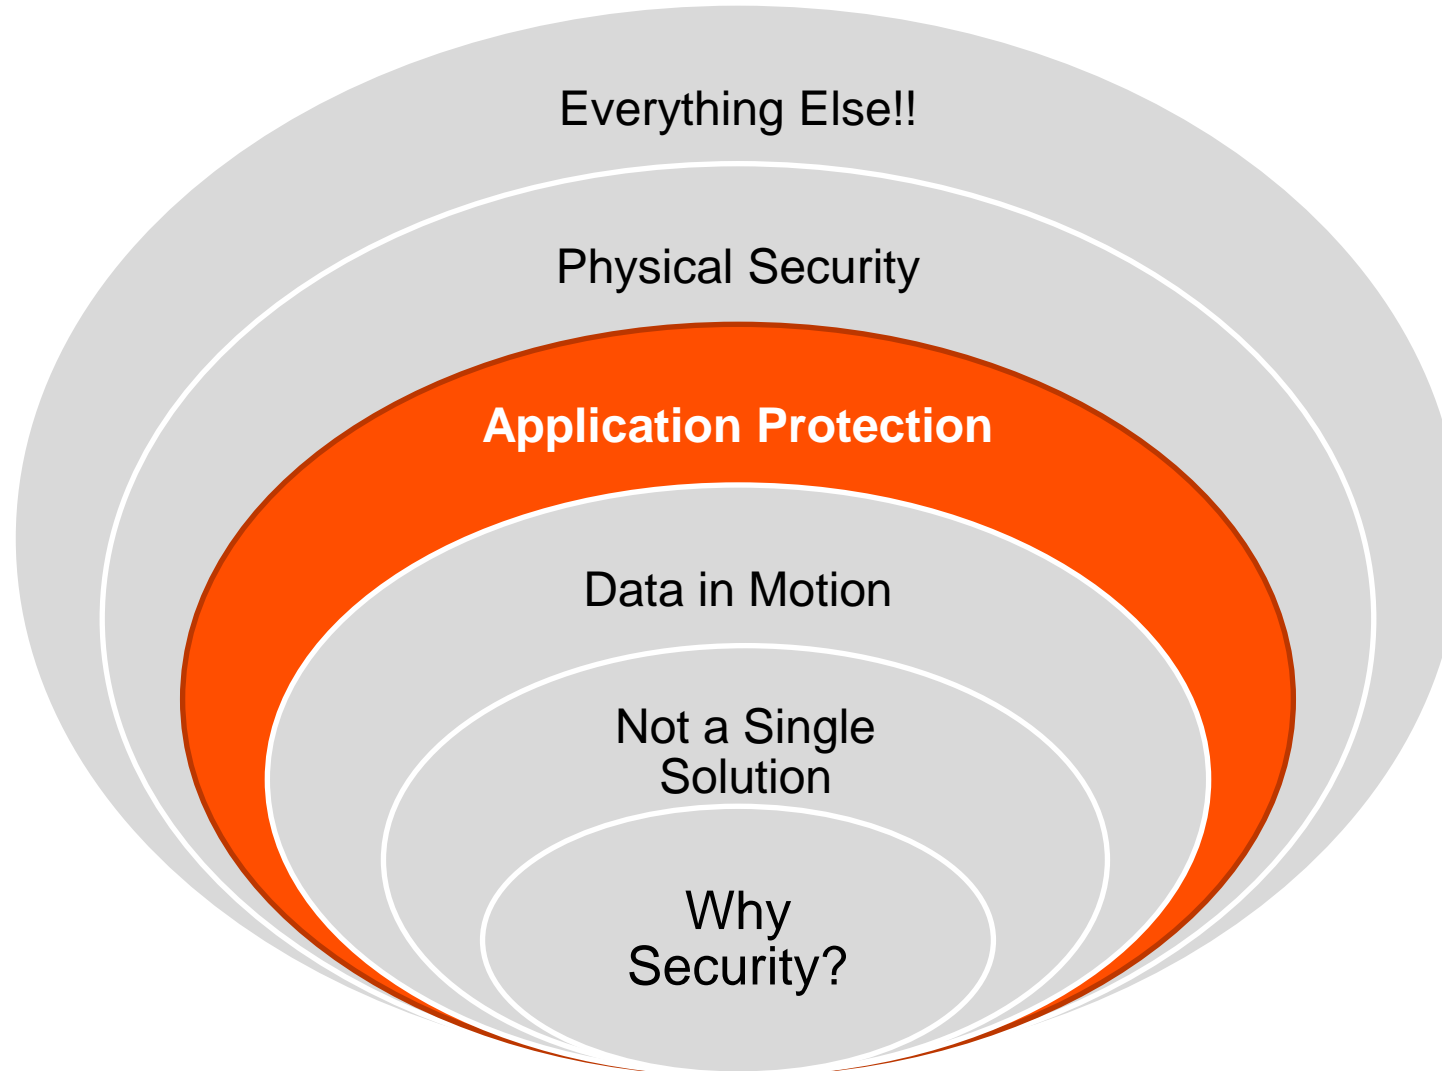 Everything Else!!
Physical Security
Application Protection
Data in Motion
Not a Single
Solution
Why
Security?